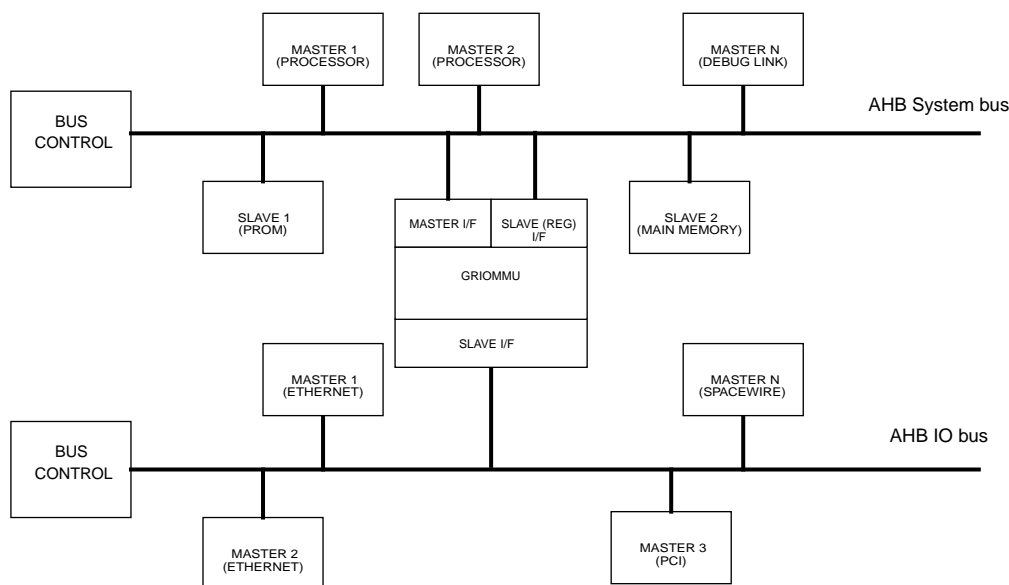 MASTER 1
(PROCESSOR)
MASTER 2
(PROCESSOR)
MASTER N
(DEBUG LINK)
AHB System bus
BUS
CONTROL
SLAVE 1
(PROM)
MASTER I/F
SLAVE (REG)
I/F
SLAVE 2
(MAIN MEMORY)
GRIOMMU
SLAVE I/F
MASTER 1
(ETHERNET)
MASTER N
(SPACEWIRE)
AHB IO bus
BUS
CONTROL
MASTER 2
(ETHERNET)
MASTER 3
(PCI)